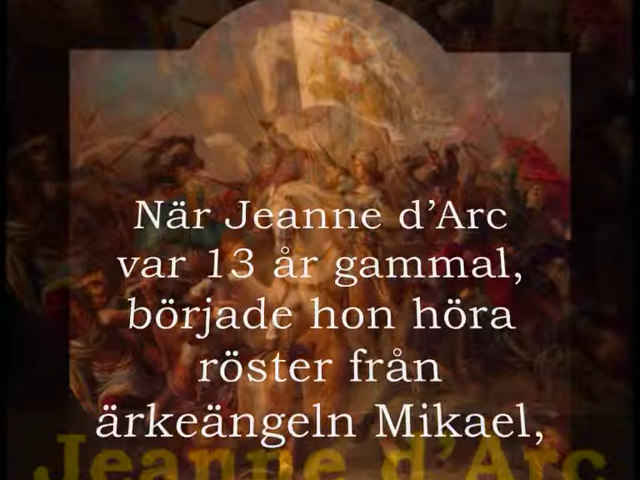 När Jeanne d’Arc
var 13 år gammal,
började hon höra
röster från
ärkeängeln Mikael,
Jeanne d’Arc